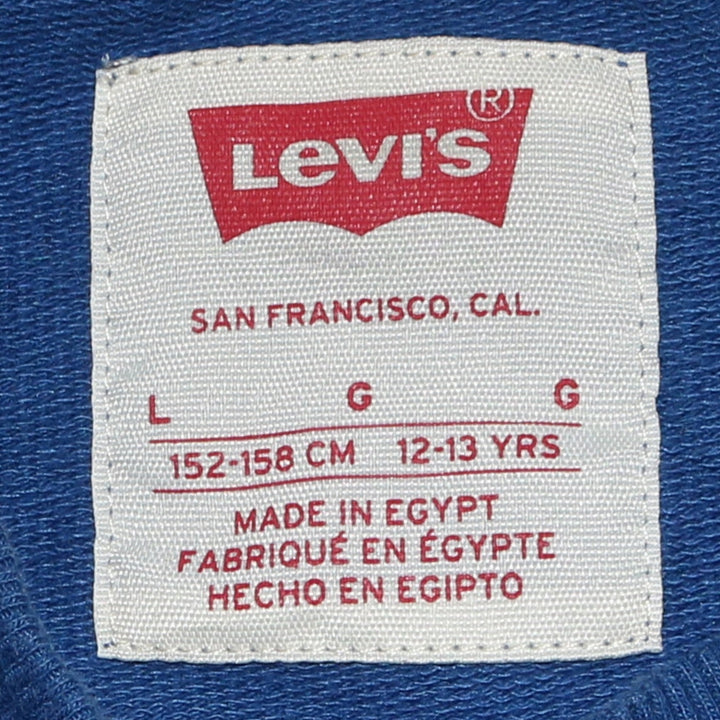 Levi's ®
SAN FRANCISCO, CAL.
L G G
152-158 CM 12-13 YRS
MADE IN EGYPT
FABRIQUÉ EN ÉGYPTE
HECHO EN EGIPTO